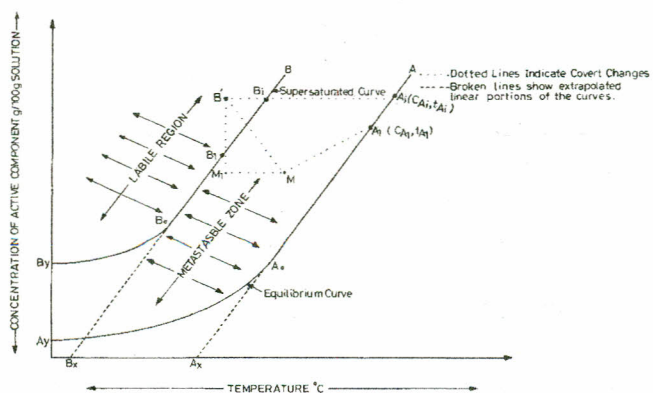 CONCENTRATION OF ACTIVE COMPONENT g/100g SOLUTION
B
A
Supersaturated Curve
Dotted Lines Indicate Covert Changes
Broken lines show extrapolated
linear portions of the curves.
B'
Bi
Ai (CAi, tAi)
A1 (CA1, tA1)
B1
M1
M
LABILE REGION
METASTASBLE ZONE
Be
Ae
By
Equilibrium Curve
Ay
Bx
Ax
TEMPERATURE °C